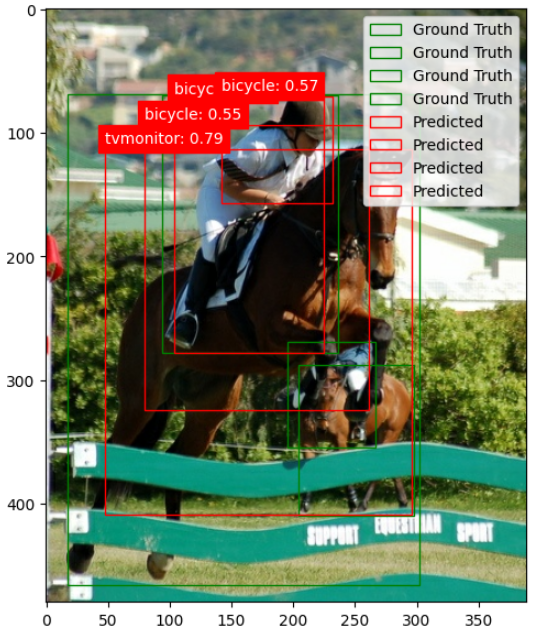 0
100
200
300
400
0 50 100 150 200 250 300 350
Ground Truth
Ground Truth
Ground Truth
Ground Truth
Predicted
Predicted
Predicted
Predicted
bicyc
bicycle: 0.57
bicycle: 0.55
tvmonitor: 0.79
SUPPORT EQUESTRIAN SPORT